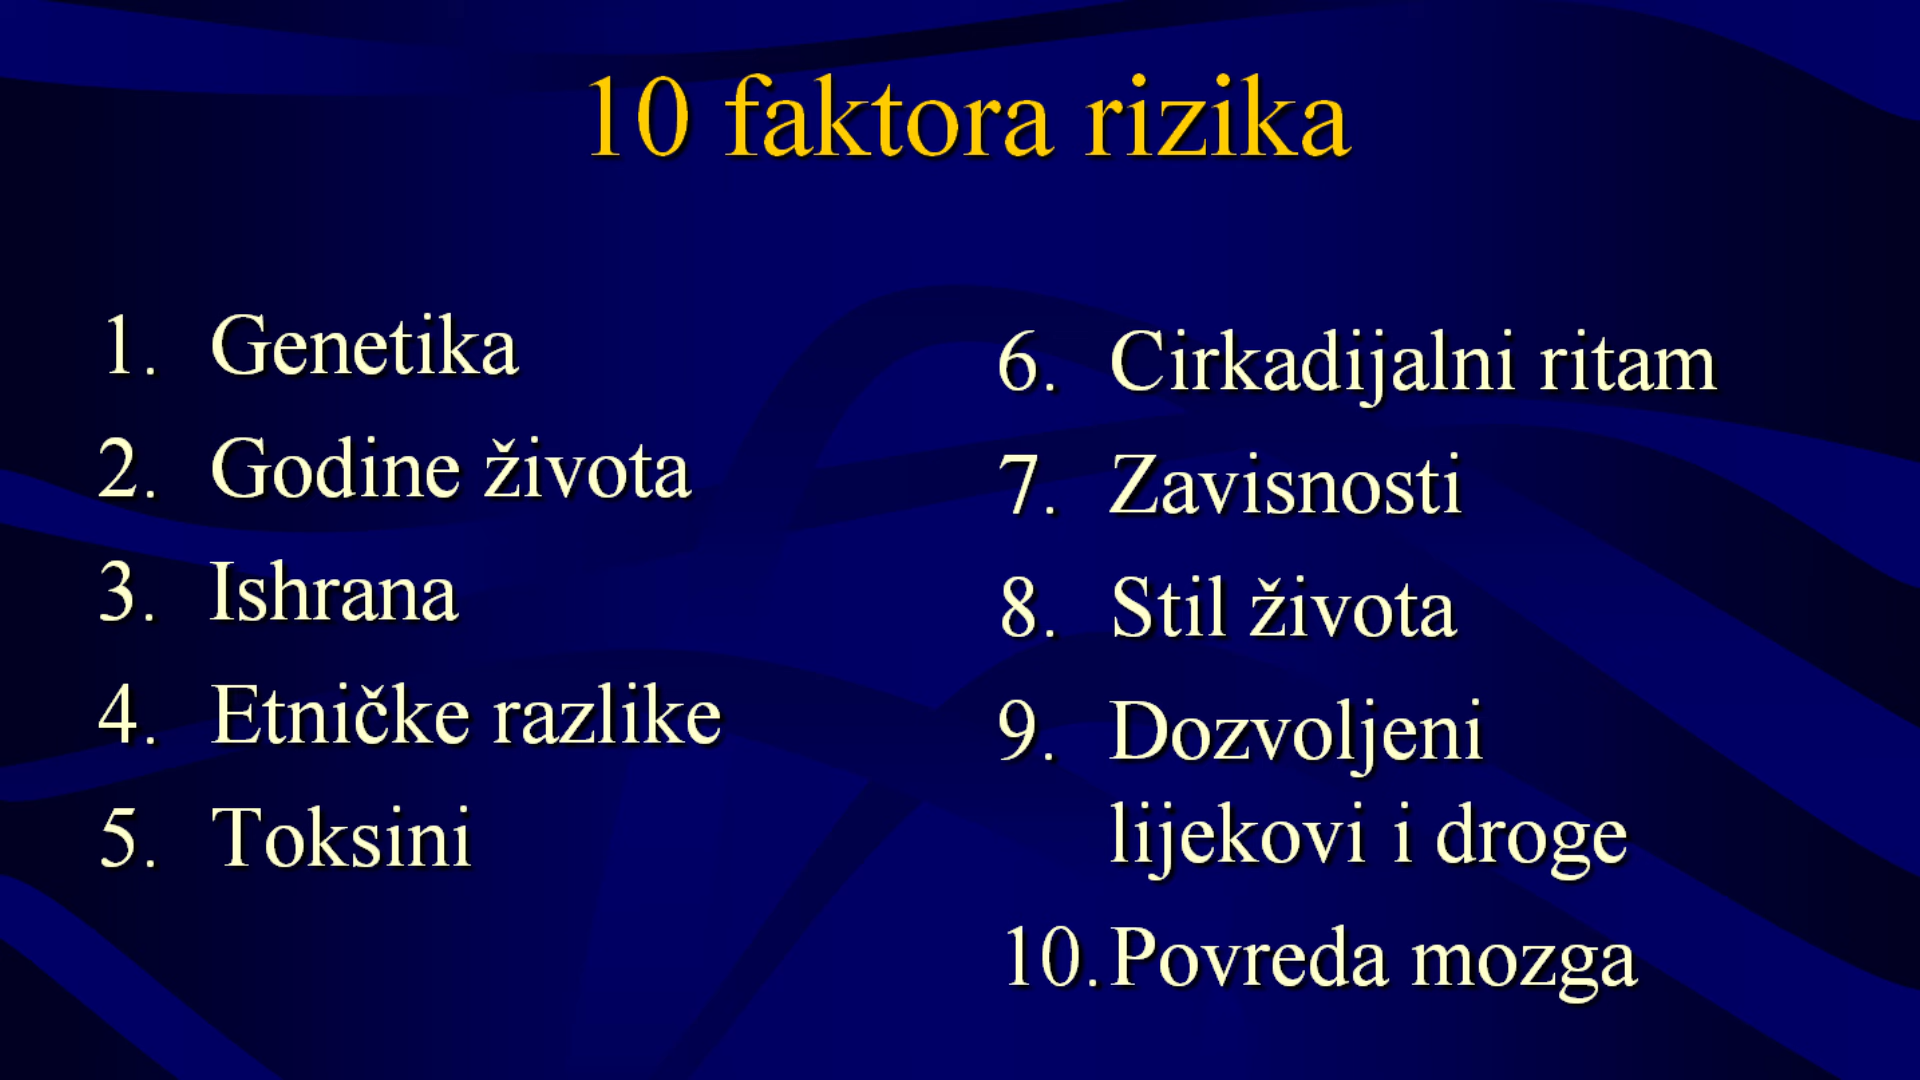 10 faktora rizika
1. Genetika
2. Godine života
3. Ishrana
4. Etničke razlike
5. Toksini
6. Cirkadijalni ritam
7. Zavisnosti
8. Stil života
9. Dozvoljeni
lijekovi i droge
10. Povreda mozga